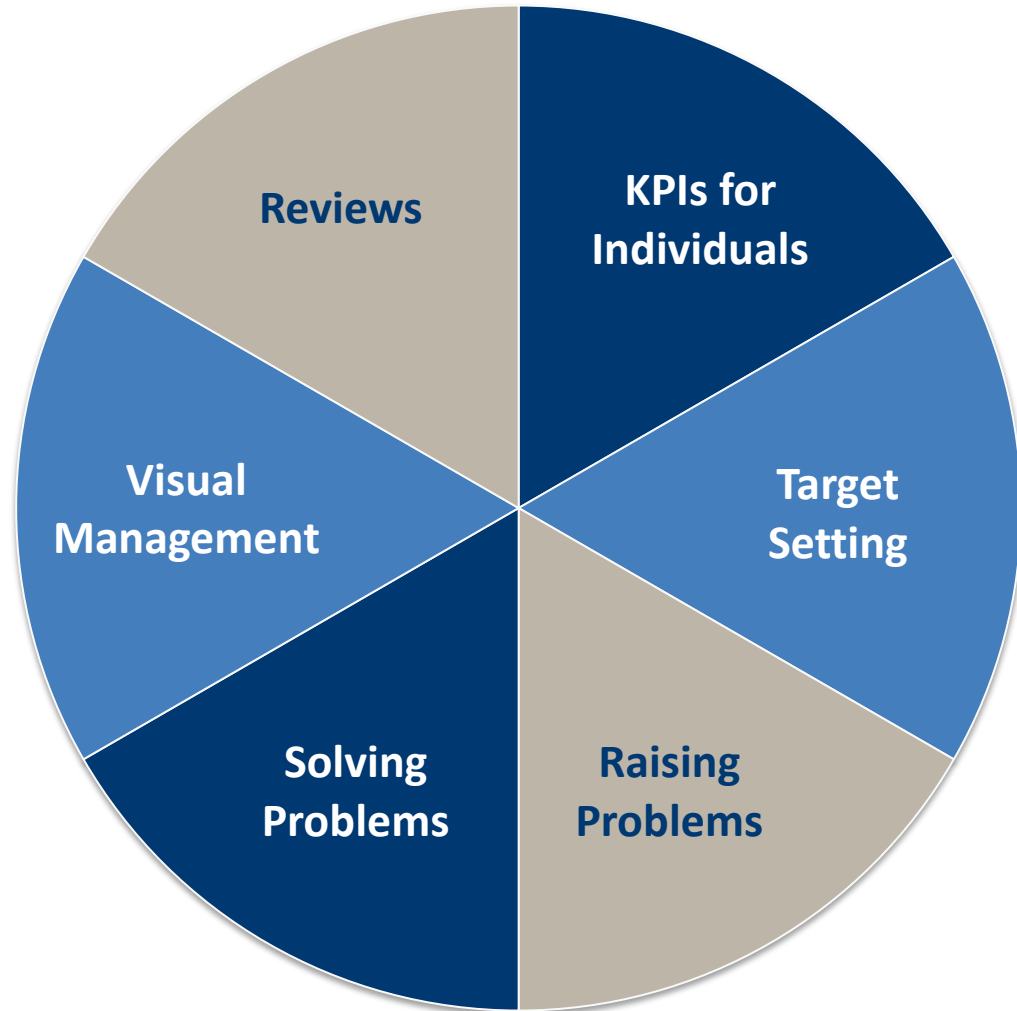 KPIs for
Individuals
Target
Setting
Raising
Problems
Solving
Problems
Visual
Management
Reviews